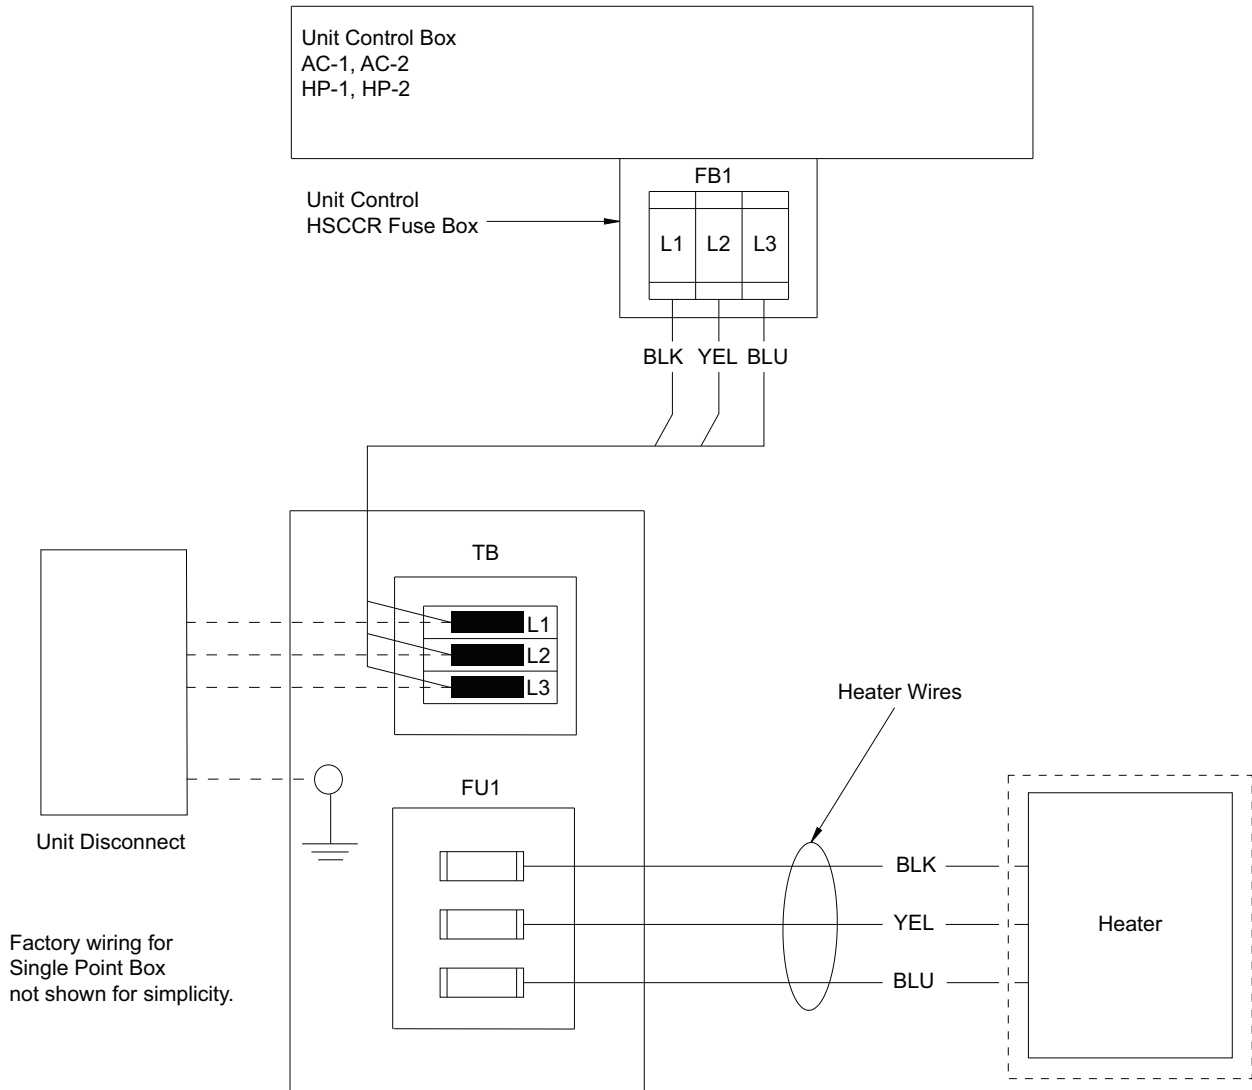 Unit Control Box
AC-1, AC-2
HP-1, HP-2
FB1
Unit Control
HSCCR Fuse Box
L1 L2 L3
BLK YEL BLU
TB
L1
L2
L3
Heater Wires
FU1
Unit Disconnect
BLK
YEL
Heater
BLU
Factory wiring for
Single Point Box
not shown for simplicity.